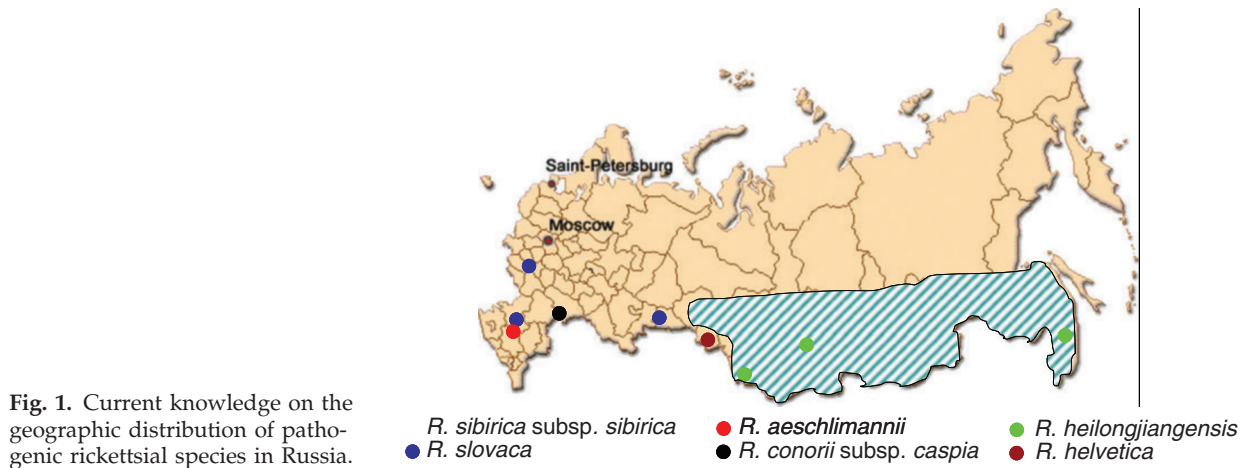 Saint-Petersburg
Moscow
Fig. 1. Current knowledge on the
geographic distribution of patho-
genic rickettsial species in Russia.
R. sibirica subsp. sibirica
R. aeschlimannii
R. heilongjiangensis
R. slovaca
R. conorii subsp. caspia
R. helvetica